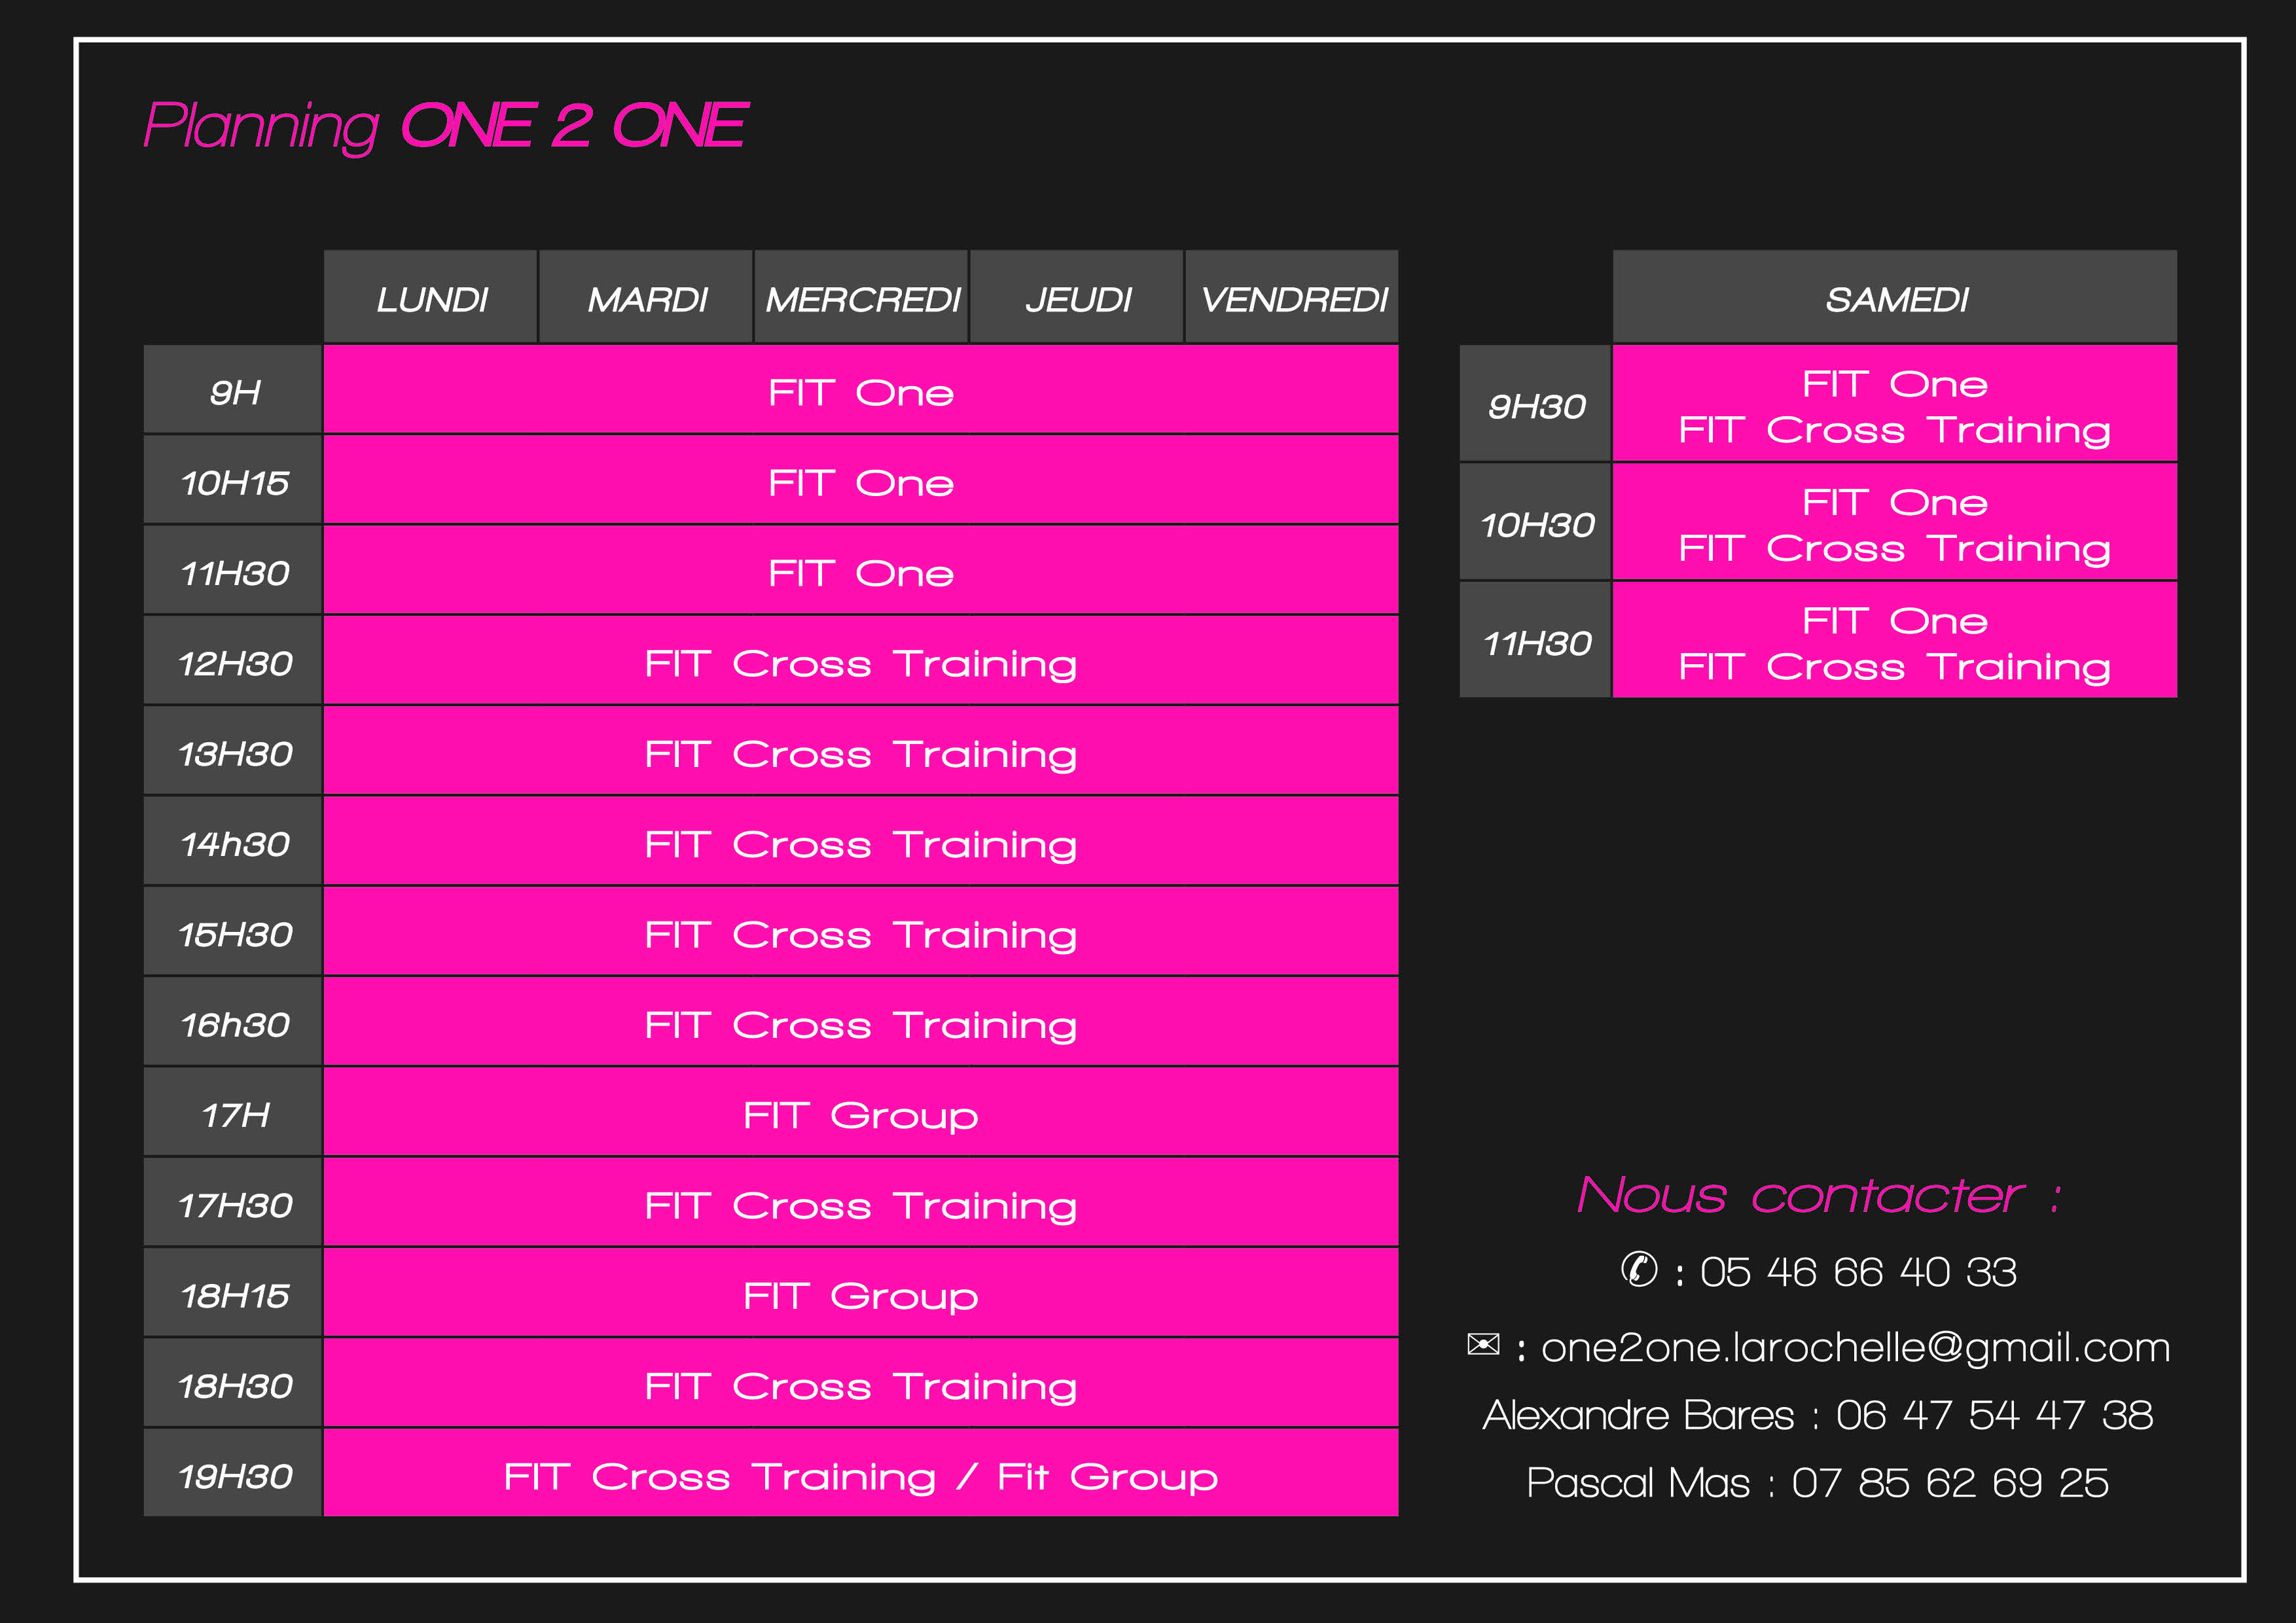 Planning ONE 2 ONE
LUNDI MARDI MERCREDI JEUDI VENDREDI
9H FIT One
10H15 FIT One
11H30 FIT One
12H30 FIT Cross Training
13H30 FIT Cross Training
14h30 FIT Cross Training
15H30 FIT Cross Training
16h30 FIT Cross Training
17H FIT Group
17H30 FIT Cross Training
18H15 FIT Group
18H30 FIT Cross Training
19H30 FIT Cross Training / Fit Group
SAMEDI
9H30 FIT One
FIT Cross Training
10H30 FIT One
FIT Cross Training
11H30 FIT One
FIT Cross Training
Nous contacter :
✆ : 05 46 66 40 33
✉ : one2one.larochelle@gmail.com
Alexandre Bares : 06 47 54 47 38
Pascal Mas : 07 85 62 69 25